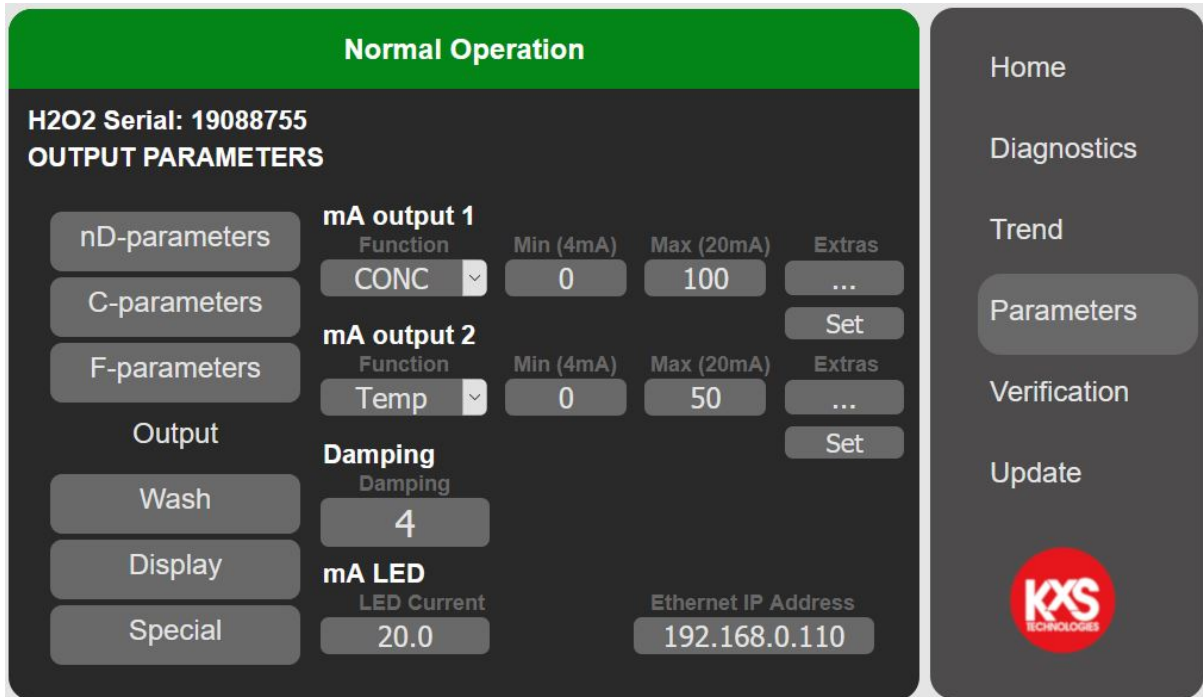 Normal Operation
H2O2 Serial: 19088755
OUTPUT PARAMETERS
nD-parameters
C-parameters
F-parameters
Output
Wash
Display
Special
mA output 1
Function Min (4mA) Max (20mA) Extras
CONC 0 100 ...
Set
mA output 2
Function Min (4mA) Max (20mA) Extras
Temp 0 50 ...
Set
Damping
Damping
4
mA LED
LED Current Ethernet IP Address
20.0 192.168.0.110
Home
Diagnostics
Trend
Parameters
Verification
Update
KXS
TECHNOLOGIES